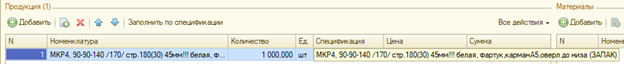 Продукция (1)
Материалы
Добавить
Заполнить по спецификации
Все действия
Добавить
N Номенклатура Количество Ед. Спецификация Цена Сумма
N Номен
1 МКР4, 90-90-140 /170/ стр.180(30) 45мм!!! белая, Ф... 1 000,000 шт МКР4, 90-90-140 /170/ стр.180(30) 45мм!!! белая, Фартук,карманА5,оверл до низа (ЗАПАК)